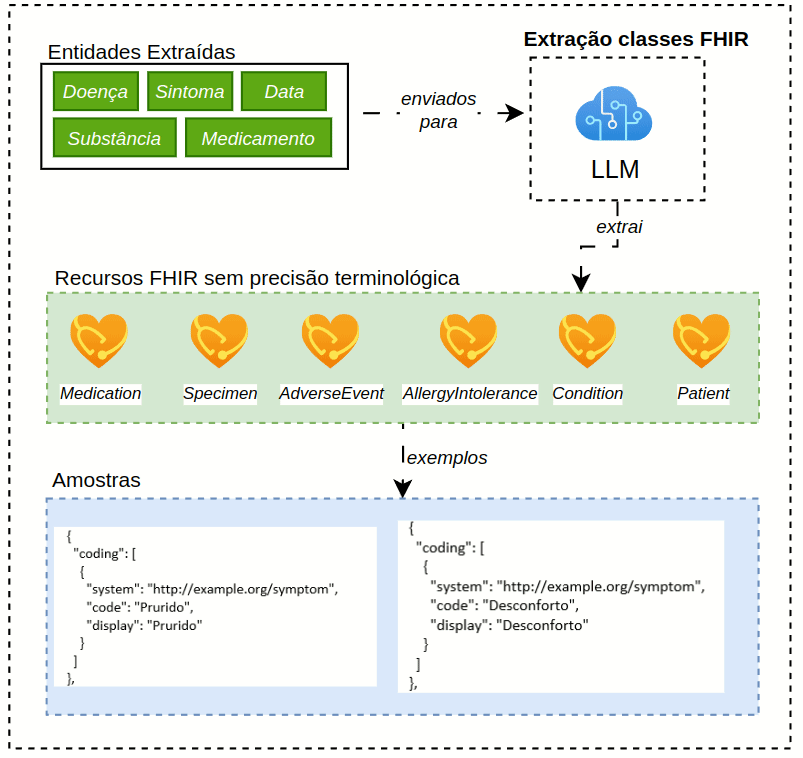 Entidades Extraídas
Doença
Sintoma
Data
Substância
Medicamento
enviados
para
Extração classes FHIR
LLM
extrai
Recursos FHIR sem precisão terminológica
Medication
Specimen
AdverseEvent
AllergyIntolerance
Condition
Patient
exemplos
Amostras
{
"coding": [
{
"system": "http://example.org/symptom",
"code": "Prurido",
"display": "Prurido"
}
]
},
{
"coding": [
{
"system": "http://example.org/symptom",
"code": "Desconforto",
"display": "Desconforto"
}
]
},